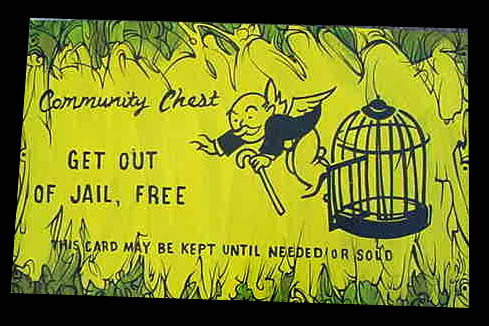 Community Chest
GET OUT
OF JAIL, FREE
THIS CARD MAY BE KEPT UNTIL NEEDED OR SOLD